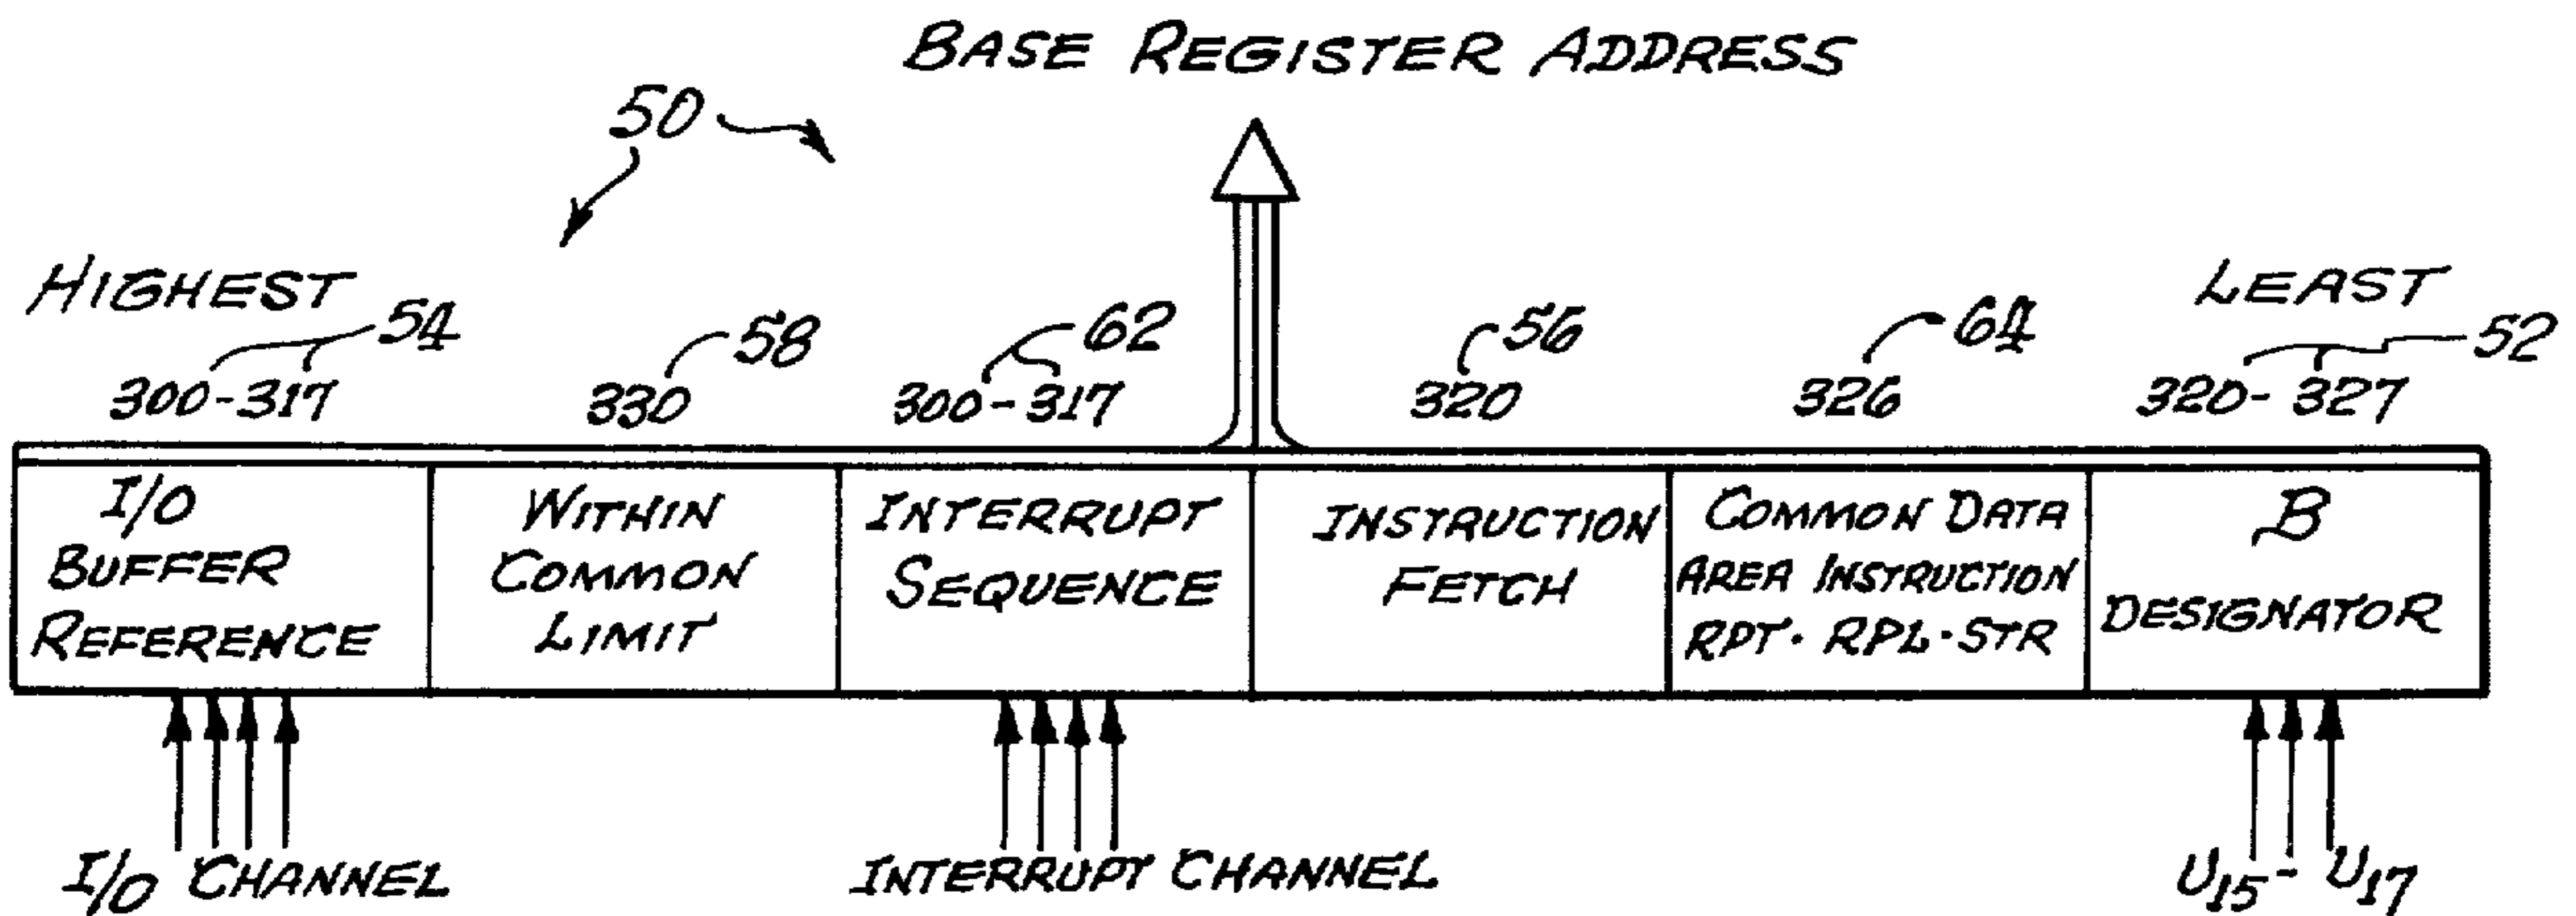 BASE REGISTER ADDRESS
50
HIGHEST
LEAST
54
58
62
56
64
52
300-317
330
300-317
320
326
320-327
I/O
BUFFER
REFERENCE
WITHIN
COMMON
LIMIT
INTERRUPT
SEQUENCE
INSTRUCTION
FETCH
COMMON DATA
AREA INSTRUCTION
RPT· RPL·STR
B
DESIGNATOR
I/O CHANNEL
INTERRUPT CHANNEL
U15- U17